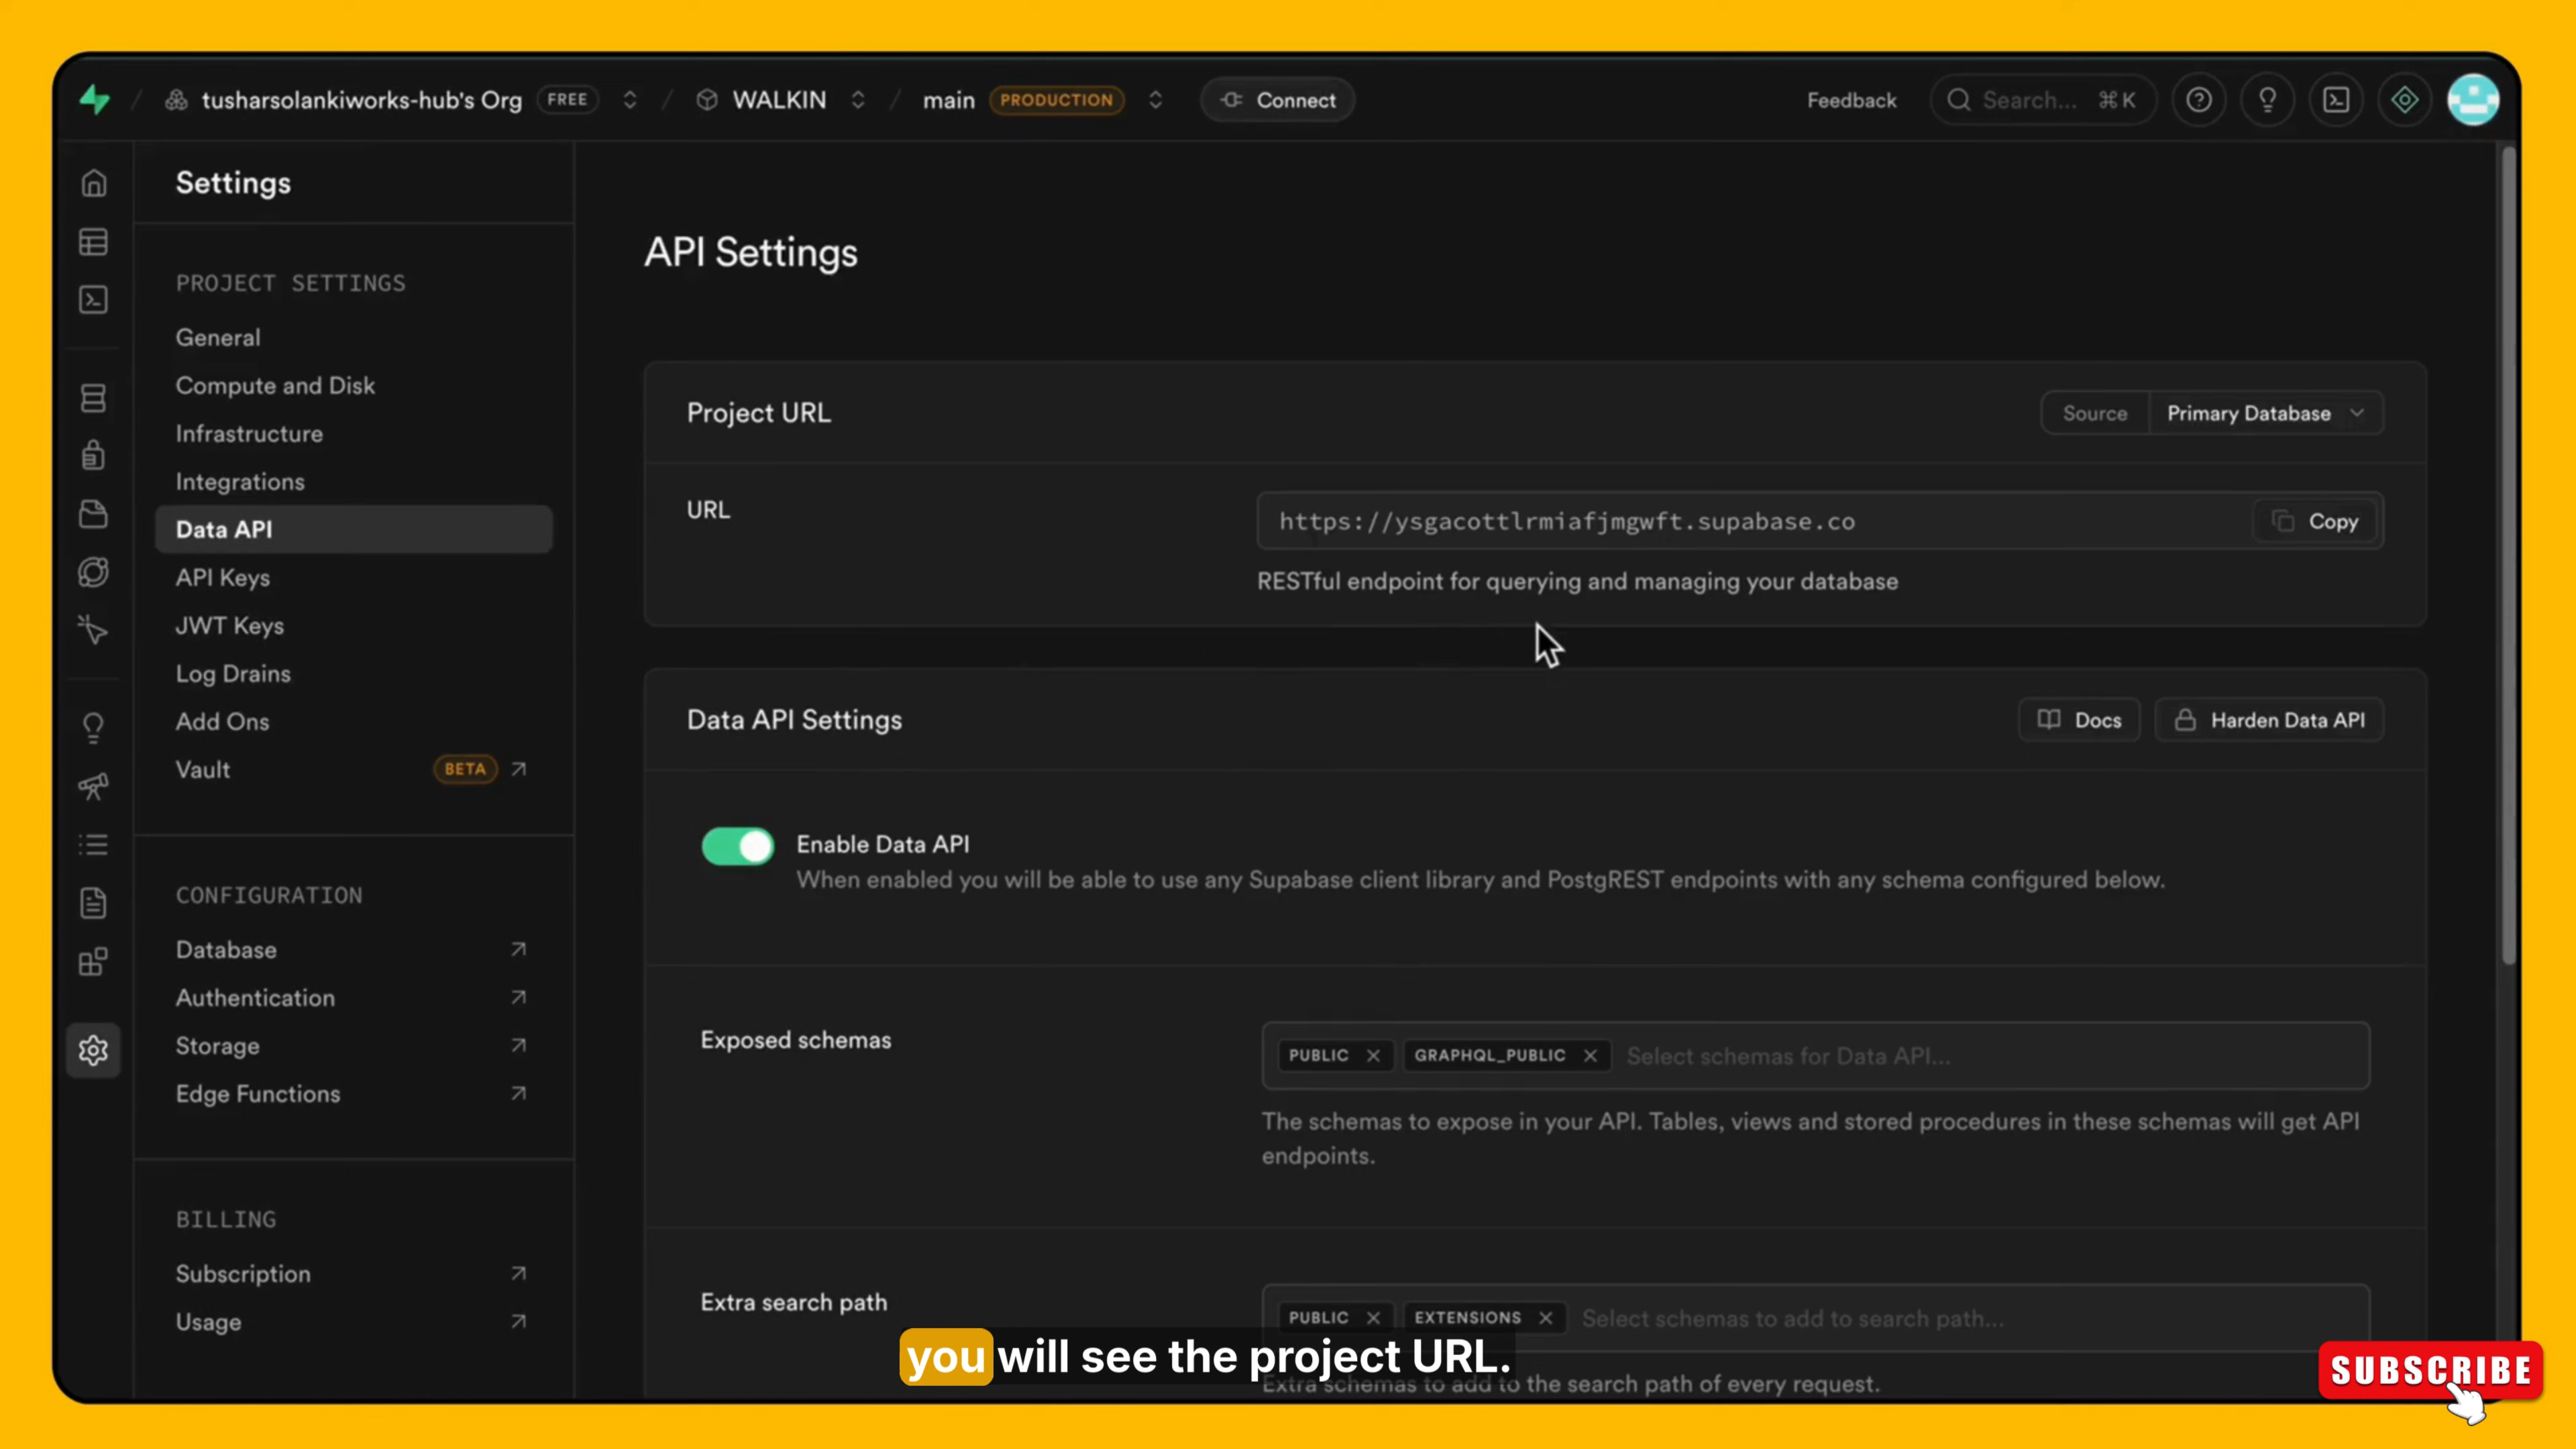 tusharsolankiworks-hub's Org FREE / WALKIN / main PRODUCTION Connect Feedback Search... ⌘K
Settings
PROJECT SETTINGS
General
Compute and Disk
Infrastructure
Integrations
Data API
API Keys
JWT Keys
Log Drains
Add Ons
Vault BETA
CONFIGURATION
Database
Authentication
Storage
Edge Functions
BILLING
Subscription
Usage
API Settings
Project URL Source Primary Database
URL https://ysgacottlrmiafjmgwft.supabase.co Copy
RESTful endpoint for querying and managing your database
Data API Settings Docs Harden Data API
Enable Data API
When enabled you will be able to use any Supabase client library and PostgREST endpoints with any schema configured below.
Exposed schemas PUBLIC GRAPHQL_PUBLIC Select schemas for Data API...
The schemas to expose in your API. Tables, views and stored procedures in these schemas will get API
endpoints.
Extra search path PUBLIC EXTENSIONS Select schemas to add to search path...
Extra schemas to add to the search path of every request.
you will see the project URL.
SUBSCRIBE